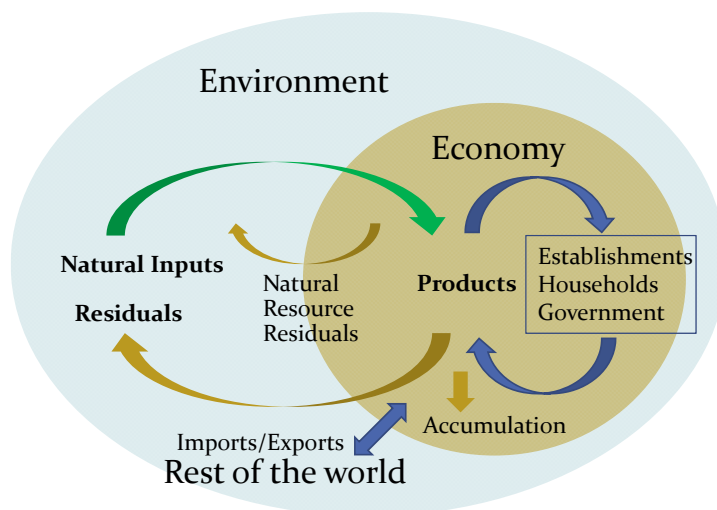 Environment
Economy
Natural Inputs
Residuals
Natural
Resource
Residuals
Products
Establishments
Households
Government
Accumulation
Imports/Exports
Rest of the world